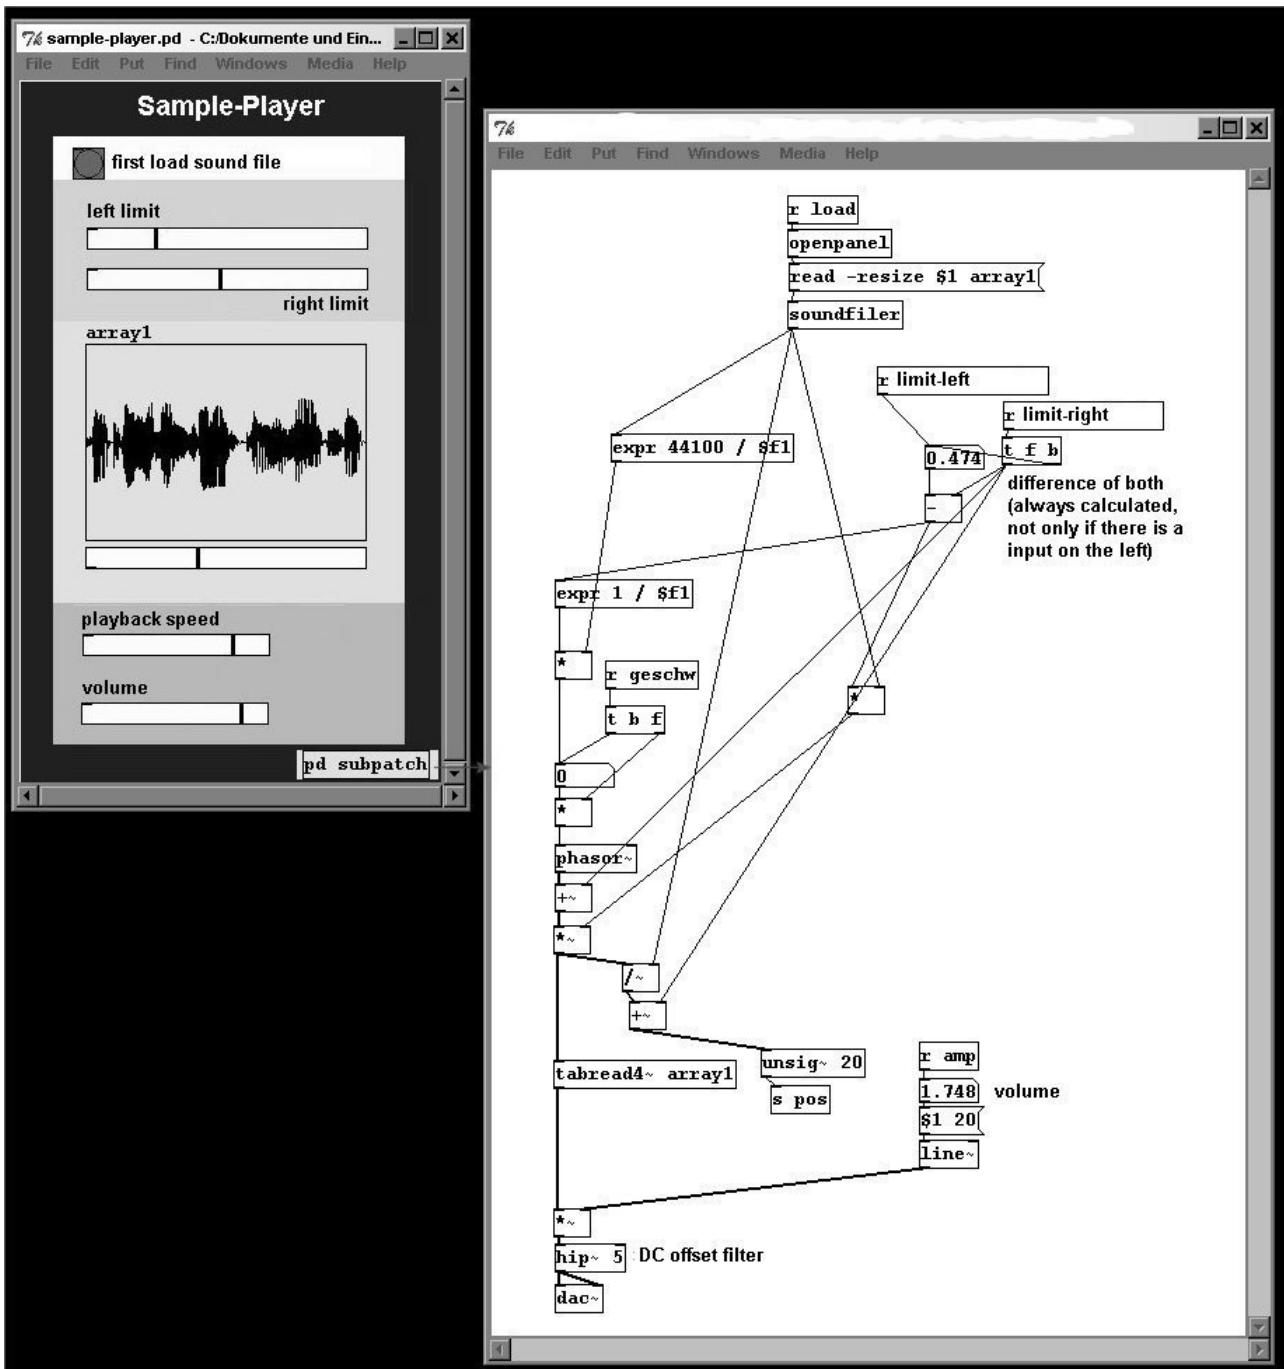 sample-player.pd - C:/Dokumente und Ein...
File Edit Put Find Windows Media Help
Sample-Player
first load sound file
left limit
right limit
array1
playback speed
volume
pd subpatch
File Edit Put Find Windows Media Help
r load
openpanel
read -resize $1 array1
soundfiler
r limit-left
r limit-right
expr 44100 / $f1
0.474
t f b
difference of both
(always calculated,
not only if there is a
input on the left)
-
expr 1 / $f1
*
r geschw
*
t b f
0
*
phasor~
+~
*~
/~
+~
unsig~ 20
tabread4~ array1
s pos
r amp
1.748 volume
$1 20
line~
*~
hip~ 5 DC offset filter
dac~